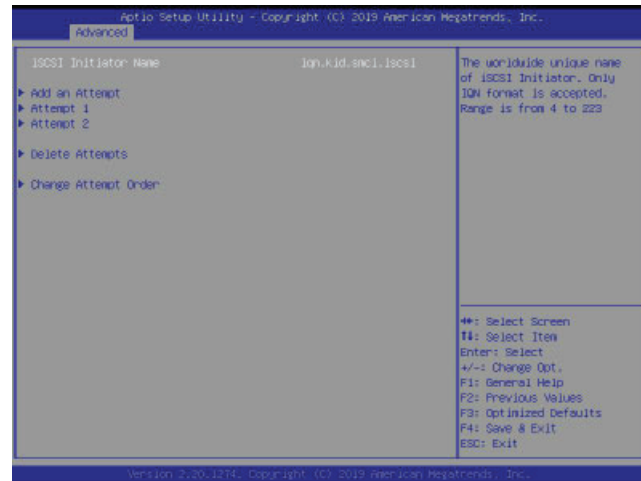 Aptio Setup Utility - Copyright (C) 2019 American Megatrends, Inc.
Advanced
iSCSI Initiator Name iqn.kid.smci.iscsi
Add an Attempt
Attempt 1
Attempt 2
Delete Attempts
Change Attempt Order
The worldwide unique name
of iSCSI Initiator. Only
IQN format is accepted.
Range is from 4 to 223
: Select Screen
↑↓: Select Item
Enter: Select
+/-: Change Opt.
F1: General Help
F2: Previous Values
F3: Optimized Defaults
F4: Save & Exit
ESC: Exit
Version 2.20.1274. Copyright (C) 2019 American Megatrends, Inc.